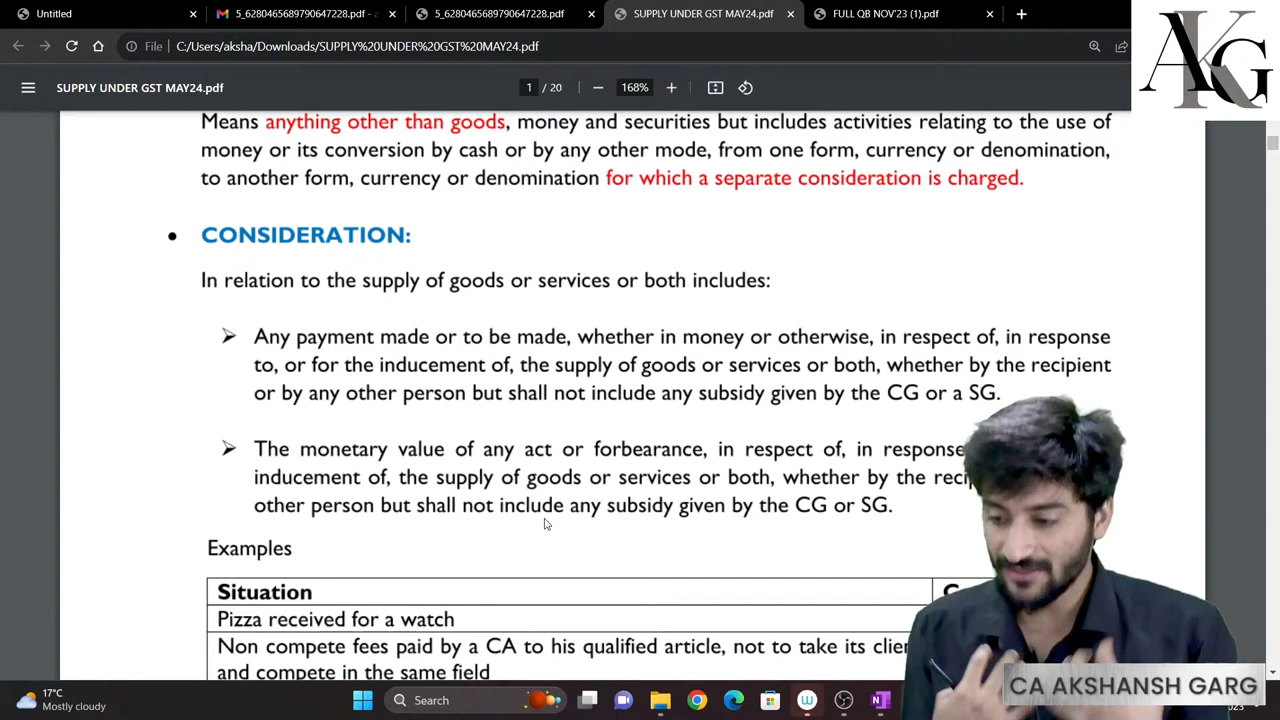 Untitled
5_6280465689790647228.pdf - a
5_6280465689790647228.pdf
SUPPLY UNDER GST MAY24.pdf
FULL QB NOV'23 (1).pdf
File
C:/Users/aksha/Downloads/SUPPLY%20UNDER%20GST%20MAY24.pdf
AKG
SUPPLY UNDER GST MAY24.pdf
1 / 20
168%
Means anything other than goods, money and securities but includes activities relating to the use of
money or its conversion by cash or by any other mode, from one form, currency or denomination,
to another form, currency or denomination for which a separate consideration is charged.
• CONSIDERATION:
In relation to the supply of goods or services or both includes:
Any payment made or to be made, whether in money or otherwise, in respect of, in response
to, or for the inducement of, the supply of goods or services or both, whether by the recipient
or by any other person but shall not include any subsidy given by the CG or a SG.
The monetary value of any act or forbearance, in respect of, in response
inducement of, the supply of goods or services or both, whether by the
other person but shall not include any subsidy given by the CG or SG.
Examples
Situation
Pizza received for a watch
Non compete fees paid by a CA to his qualified article, not to take its
and compete in the same field
CA AKSHANSH GARG
17°C
Mostly cloudy
Search